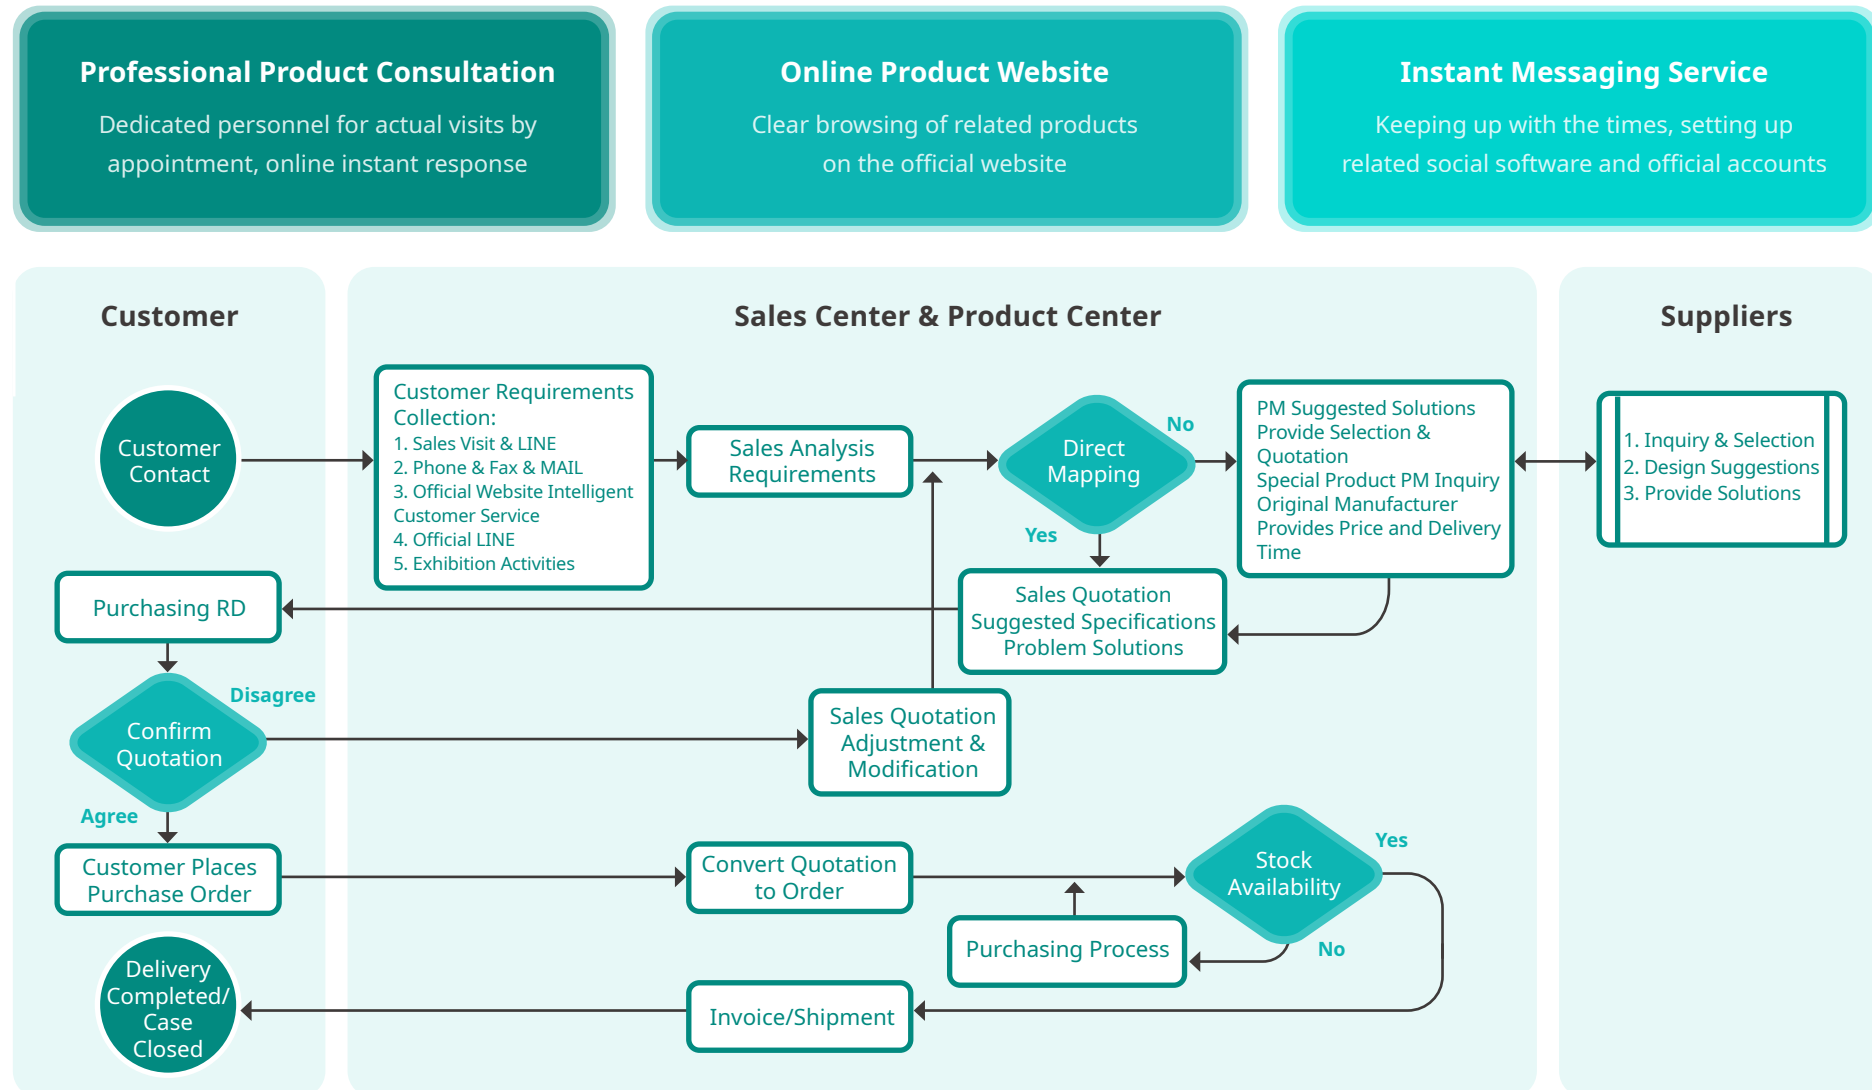 Professional Product Consultation
Dedicated personnel for actual visits by
appointment, online instant response
Online Product Website
Clear browsing of related products
on the official website
Instant Messaging Service
Keeping up with the times, setting up
related social software and official accounts
Customer
Sales Center & Product Center
Suppliers
Customer
Contact
Customer Requirements
Collection:
1. Sales Visit & LINE
2. Phone & Fax & MAIL
3. Official Website Intelligent
Customer Service
4. Official LINE
5. Exhibition Activities
Sales Analysis
Requirements
Direct
Mapping
No
Yes
PM Suggested Solutions
Provide Selection &
Quotation
Special Product PM Inquiry
Original Manufacturer
Provides Price and Delivery
Time
1. Inquiry & Selection
2. Design Suggestions
3. Provide Solutions
Purchasing RD
Sales Quotation
Suggested Specifications
Problem Solutions
Disagree
Confirm
Quotation
Agree
Sales Quotation
Adjustment &
Modification
Customer Places
Purchase Order
Convert Quotation
to Order
Stock
Availability
Yes
No
Purchasing Process
Delivery
Completed/
Case
Closed
Invoice/Shipment